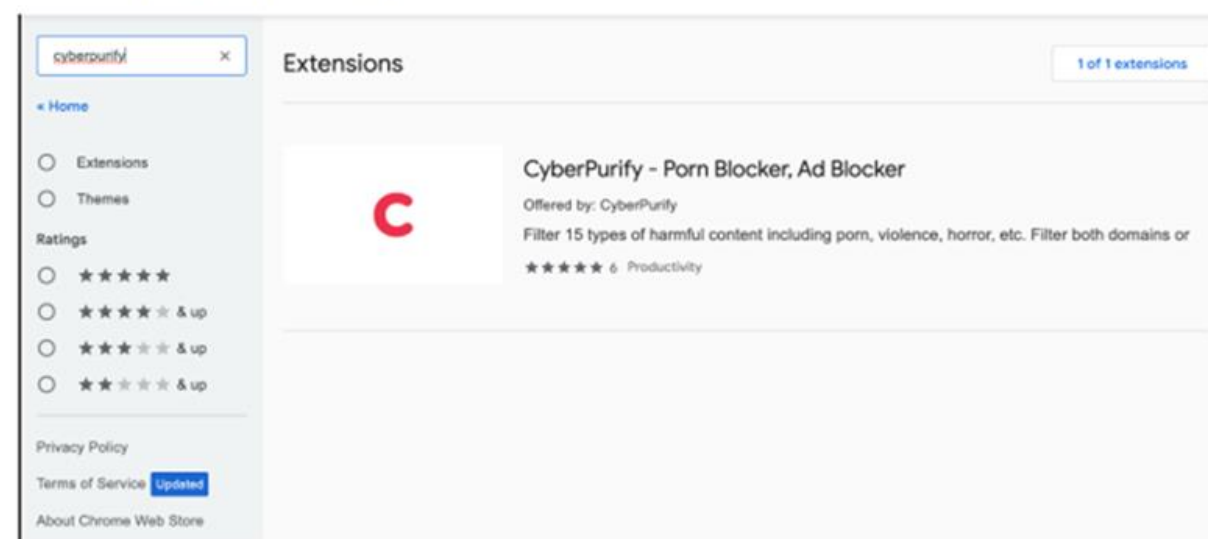 cyberpurify
« Home
Extensions
Themes
Ratings
& up
& up
& up
Privacy Policy
Terms of Service Updated
About Chrome Web Store
Extensions
1 of 1 extensions
C
CyberPurify - Porn Blocker, Ad Blocker
Offered by: CyberPurify
Filter 15 types of harmful content including porn, violence, horror, etc. Filter both domains or
6 Productivity